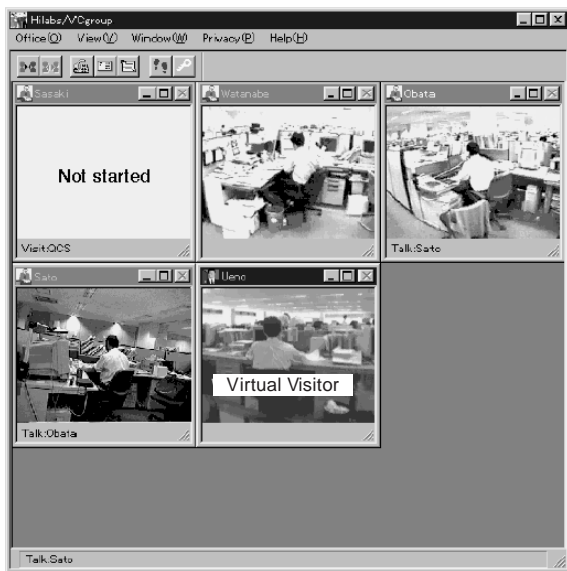 Hilabs/VCgroup
Office(O) View(V) Window(W) Privacy(P) Help(H)
Sasaki
Watanabe
Obata
Not started
Visit:OCS
Talk:Sato
Sato
Ueno
Virtual Visitor
Talk:Obata
Talk:Sato